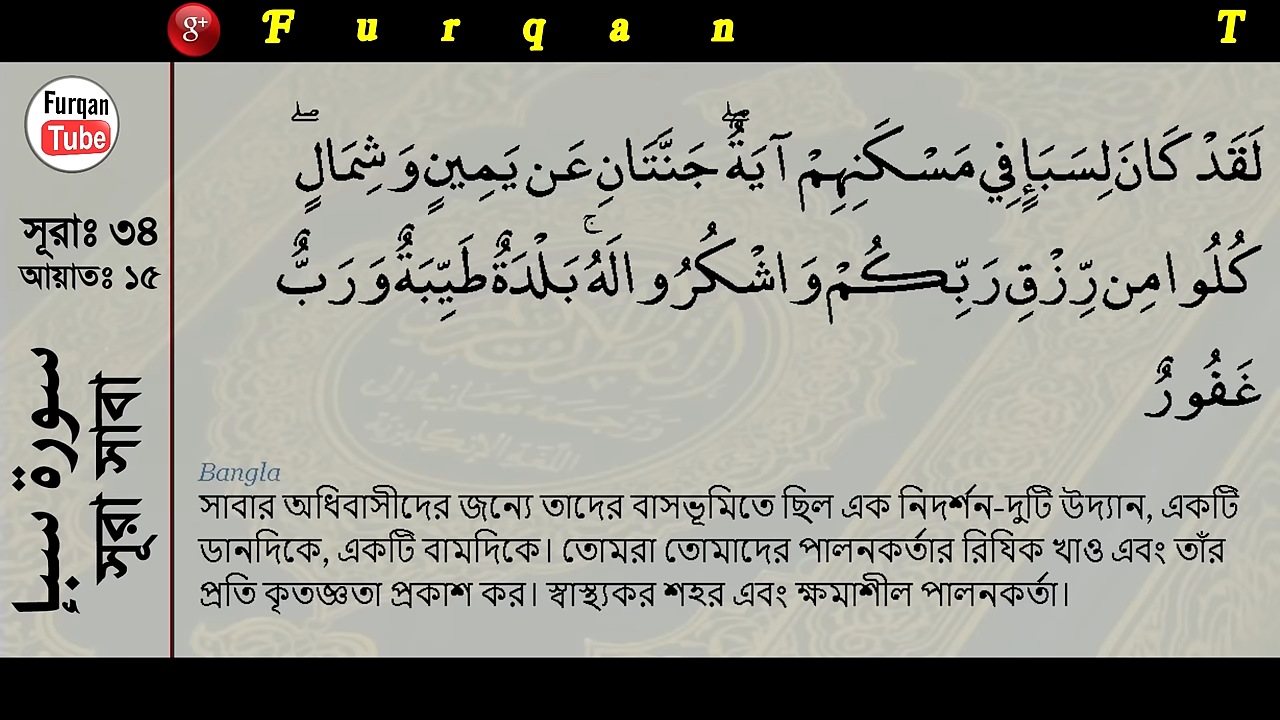 g+ F u r q a n T
Furqan
Tube
সূরাঃ ৩৪
আয়াতঃ ১৫
سورة سبإ
সূরা সাবা
لَقَدْ كَانَ لِسَبَإٍ فِي مَسْكَنِهِمْ آيَةٌ ۖ جَنَّتَانِ عَن يَمِينٍ وَشِمَالٍ ۖ
كُلُوا مِن رِّزْقِ رَبِّكُمْ وَاشْكُرُوا لَهُ ۚ بَلْدَةٌ طَيِّبَةٌ وَرَبٌّ
غَفُورٌ
Bangla
সাবার অধিবাসীদের জন্যে তাদের বাসভূমিতে ছিল এক নিদর্শন-দুটি উদ্যান, একটি
ডানদিকে, একটি বামদিকে। তোমরা তোমাদের পালনকর্তার রিযিক খাও এবং তাঁর
প্রতি কৃতজ্ঞতা প্রকাশ কর। স্বাস্থ্যকর শহর এবং ক্ষমাশীল পালনকর্তা।